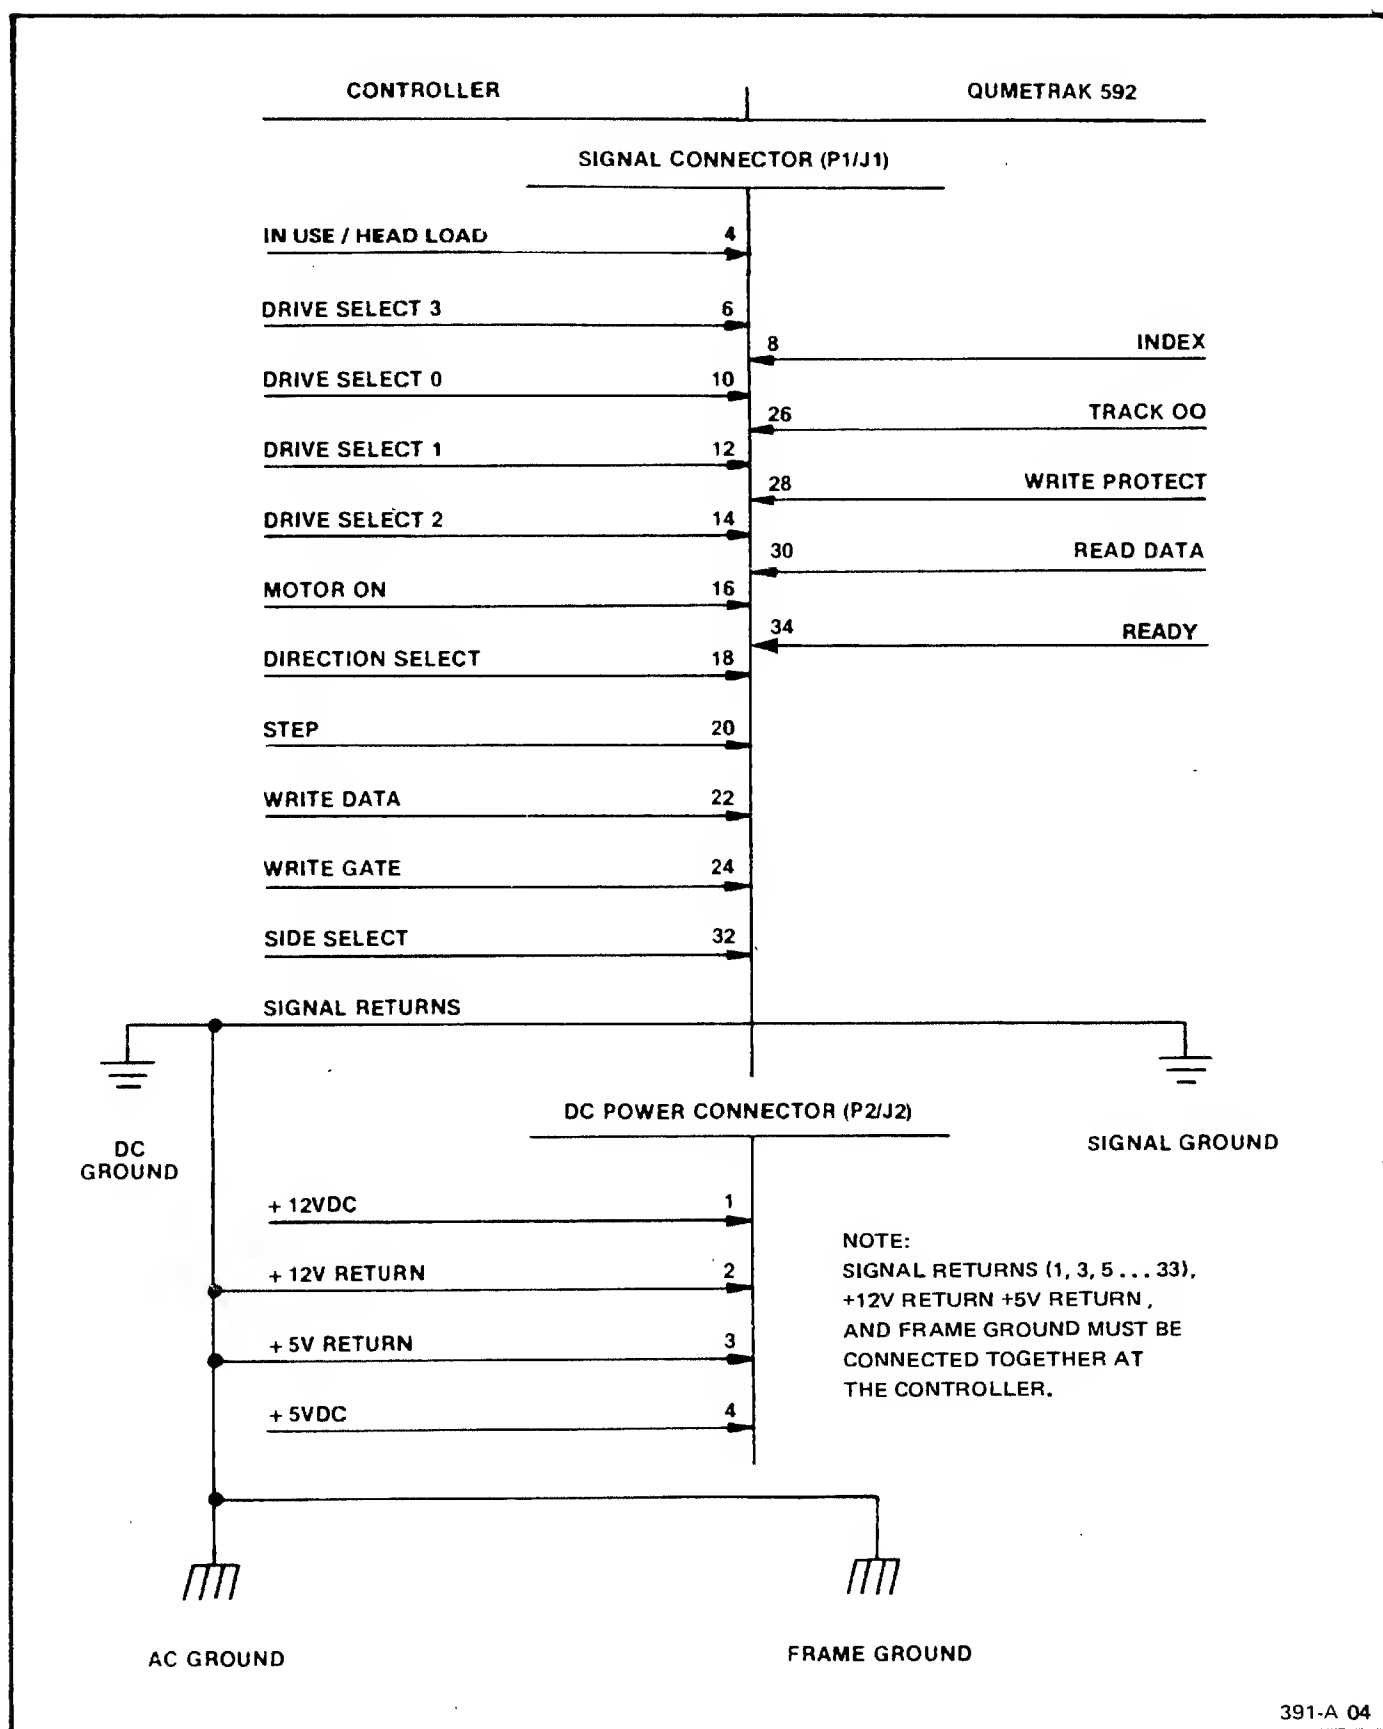 CONTROLLER QUMETRAK 592
SIGNAL CONNECTOR (P1/J1)
IN USE / HEAD LOAD 4
DRIVE SELECT 3 6
8 INDEX
DRIVE SELECT 0 10
26 TRACK OO
DRIVE SELECT 1 12
28 WRITE PROTECT
DRIVE SELECT 2 14
30 READ DATA
MOTOR ON 16
34 READY
DIRECTION SELECT 18
STEP 20
WRITE DATA 22
WRITE GATE 24
SIDE SELECT 32
SIGNAL RETURNS
DC POWER CONNECTOR (P2/J2)
DC
GROUND
SIGNAL GROUND
+ 12VDC 1
+ 12V RETURN 2
+ 5V RETURN 3
+ 5VDC 4
NOTE:
SIGNAL RETURNS (1, 3, 5 . . . 33),
+12V RETURN +5V RETURN ,
AND FRAME GROUND MUST BE
CONNECTED TOGETHER AT
THE CONTROLLER.
AC GROUND
FRAME GROUND
391-A 04